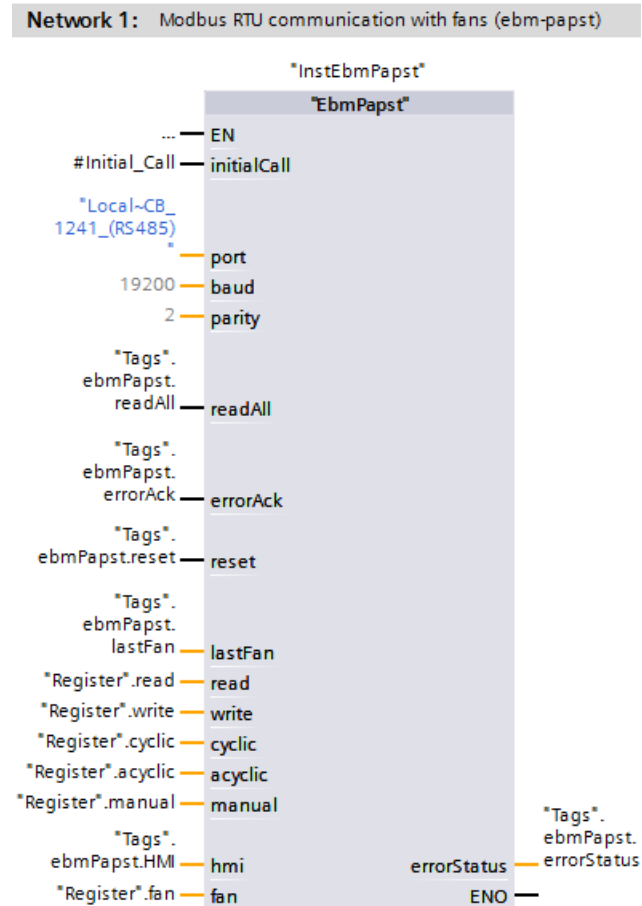 Network 1: Modbus RTU communication with fans (ebm-papst)
"InstEbmPapst"
"EbmPapst"
... EN
#Initial_Call initialCall
"Local~CB_
1241_(RS485)
"
port
19200 baud
2 parity
"Tags".
ebmPapst.
readAll readAll
"Tags".
ebmPapst.
errorAck errorAck
"Tags".
ebmPapst.reset reset
"Tags".
ebmPapst.
lastFan lastFan
"Register".read read
"Register".write write
"Register".cyclic cyclic
"Register".acyclic acyclic
"Register".manual manual
"Tags".
ebmPapst.HMI hmi
"Tags".
ebmPapst.
errorStatus errorStatus
"Register".fan fan ENO